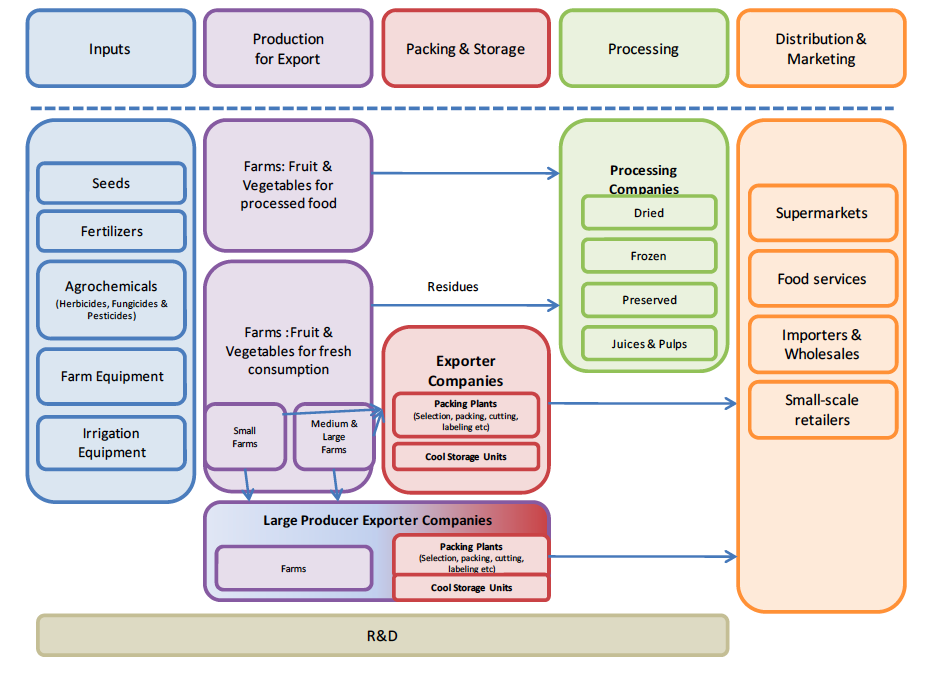 Inputs
Production
for Export
Packing & Storage
Processing
Distribution &
Marketing
Seeds
Fertilizers
Agrochemicals
(Herbicides, Fungicides &
Pesticides)
Farm Equipment
Irrigation
Equipment
Farms: Fruit &
Vegetables for
processed food
Farms :Fruit &
Vegetables for fresh
consumption
Small
Farms
Medium &
Large
Farms
Residues
Exporter
Companies
Packing Plants
(Selection, packing, cutting,
labeling etc)
Cool Storage Units
Large Producer Exporter Companies
Farms
Packing Plants
(Selection, packing, cutting,
labeling etc)
Cool Storage Units
Processing
Companies
Dried
Frozen
Preserved
Juices & Pulps
Supermarkets
Food services
Importers &
Wholesales
Small-scale
retailers
R&D